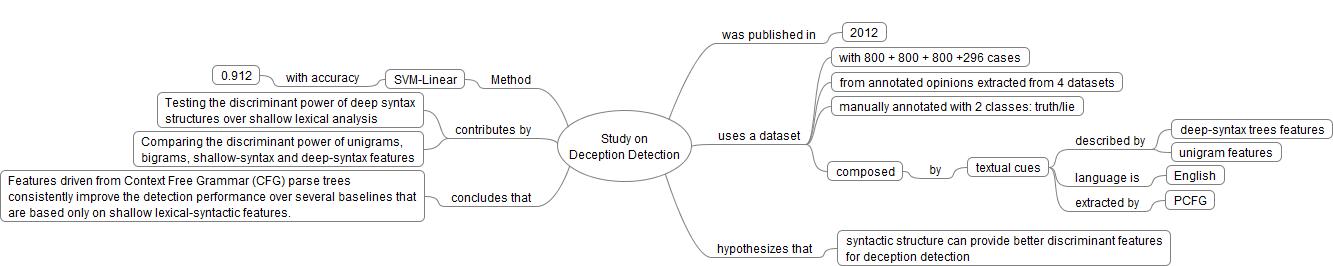 Study on
Deception Detection
was published in
2012
uses a dataset
with 800 + 800 + 800 +296 cases
from annotated opinions extracted from 4 datasets
manually annotated with 2 classes: truth/lie
composed
by
textual cues
described by
deep-syntax trees features
unigram features
language is
English
extracted by
PCFG
hypothesizes that
syntactic structure can provide better discriminant features
for deception detection
Method
SVM-Linear
with accuracy
0.912
contributes by
Testing the discriminant power of deep syntax
structures over shallow lexical analysis
Comparing the discriminant power of unigrams,
bigrams, shallow-syntax and deep-syntax features
concludes that
Features driven from Context Free Grammar (CFG) parse trees
consistently improve the detection performance over several baselines that
are based only on shallow lexical-syntactic features.